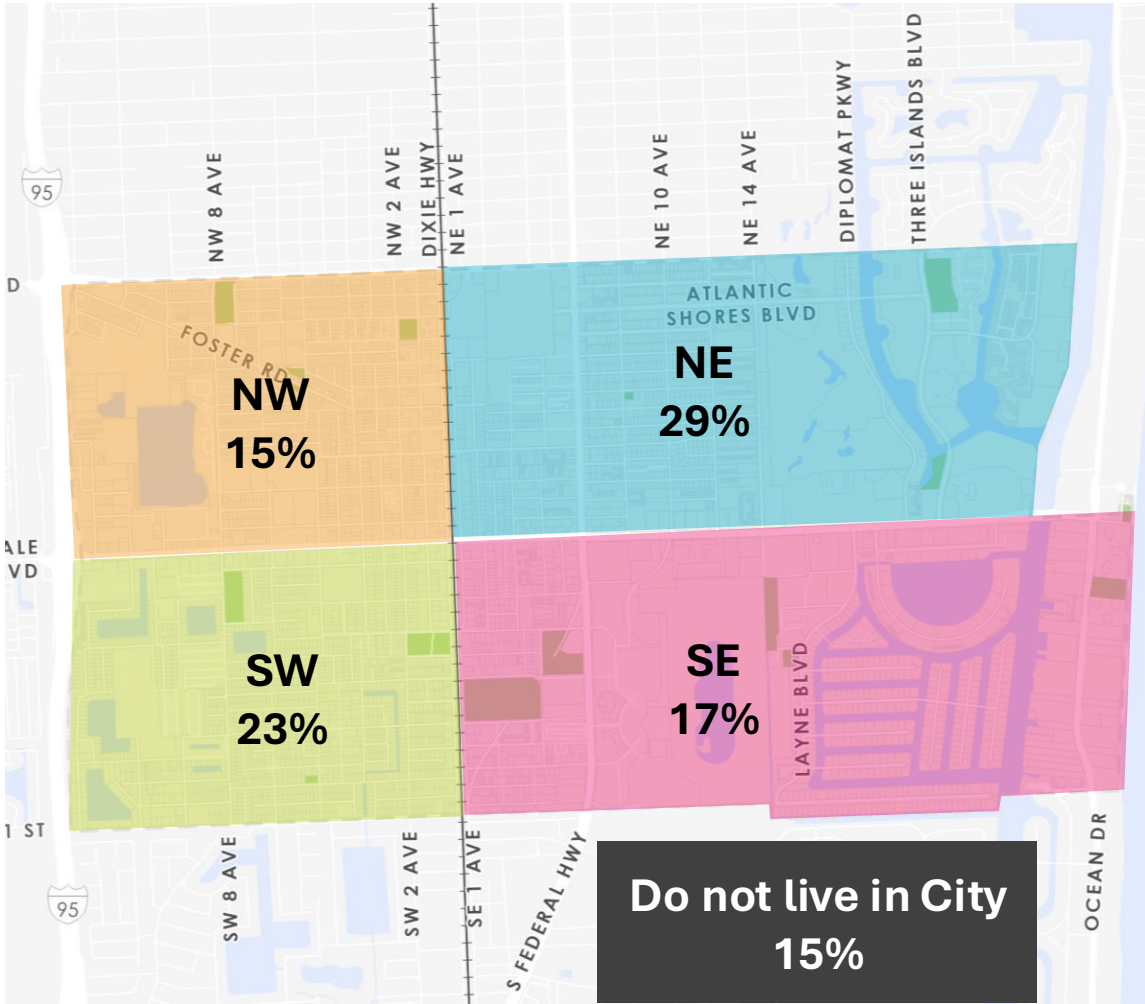 THREE ISLANDS BLVD
DIPLOMAT PKWY
NE 14 AVE
NE 10 AVE
NW 8 AVE
NW 2 AVE
DIXIE HWY
NE 1 AVE
95
D
ATLANTIC
SHORES BLVD
FOSTER RD
NW
15%
NE
29%
ALE
VD
SW
23%
SE
17%
LAYNE BLVD
1 ST
SW 8 AVE
SW 2 AVE
SE 1 AVE
S FEDERAL HWY
OCEAN DR
95
Do not live in City
15%